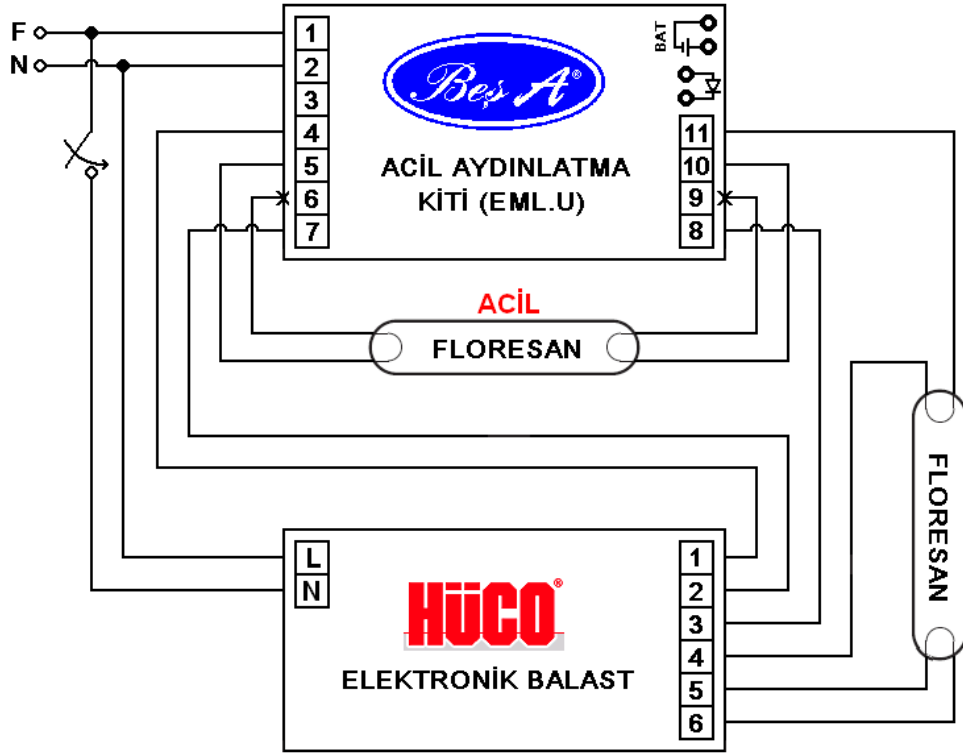 F
N
1
2
3
4
5
6
7
Beş A®
ACİL AYDINLATMA
KİTİ (EML.U)
BAT
11
10
9
8
ACİL
FLORESAN
FLORESAN
L
N
HÜCO®
ELEKTRONİK BALAST
1
2
3
4
5
6